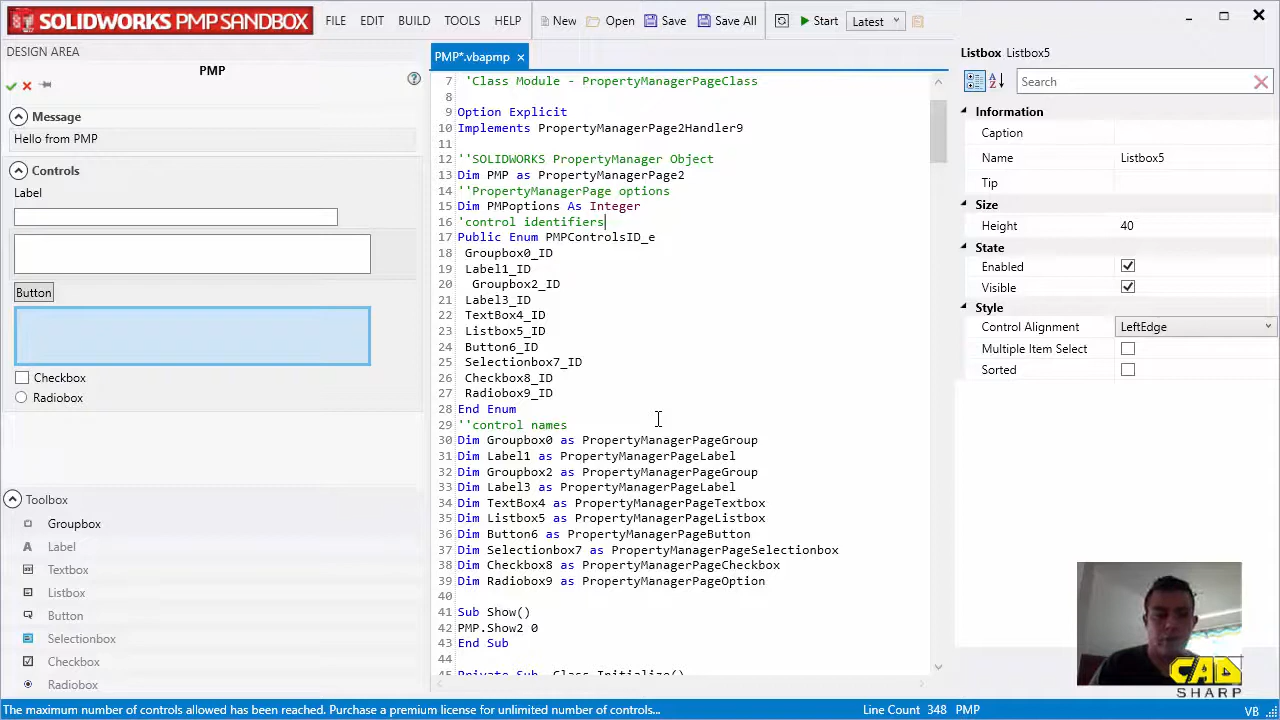 SOLIDWORKS PMP SANDBOX
FILE EDIT BUILD TOOLS HELP New Open Save Save All Start Latest
DESIGN AREA
PMP
Message
Hello from PMP
Controls
Label
Button
Checkbox
Radiobox
Toolbox
Groupbox
Label
Textbox
Listbox
Button
Selectionbox
Checkbox
Radiobox
PMP*.vbapmp
7 'Class Module - PropertyManagerPageClass
8
9 Option Explicit
10 Implements PropertyManagerPage2Handler9
11
12 ''SOLIDWORKS PropertyManager Object
13 Dim PMP as PropertyManagerPage2
14 ''PropertyManagerPage options
15 Dim PMPoptions As Integer
16 'control identifiers
17 Public Enum PMPControlsID_e
18 Groupbox0_ID
19 Label1_ID
20 Groupbox2_ID
21 Label3_ID
22 TextBox4_ID
23 Listbox5_ID
24 Button6_ID
25 Selectionbox7_ID
26 Checkbox8_ID
27 Radiobox9_ID
28 End Enum
29 ''control names
30 Dim Groupbox0 as PropertyManagerPageGroup
31 Dim Label1 as PropertyManagerPageLabel
32 Dim Groupbox2 as PropertyManagerPageGroup
33 Dim Label3 as PropertyManagerPageLabel
34 Dim TextBox4 as PropertyManagerPageTextbox
35 Dim Listbox5 as PropertyManagerPageListbox
36 Dim Button6 as PropertyManagerPageButton
37 Dim Selectionbox7 as PropertyManagerPageSelectionbox
38 Dim Checkbox8 as PropertyManagerPageCheckbox
39 Dim Radiobox9 as PropertyManagerPageOption
40
41 Sub Show()
42 PMP.Show2 0
43 End Sub
44
45 Private Sub Class_Initialize()
Listbox Listbox5
Search
Information
Caption
Name Listbox5
Tip
Size
Height 40
State
Enabled
Visible
Style
Control Alignment LeftEdge
Multiple Item Select
Sorted
CAD
SHARP
The maximum number of controls allowed has been reached. Purchase a premium license for unlimited number of controls... Line Count 348 PMP VB